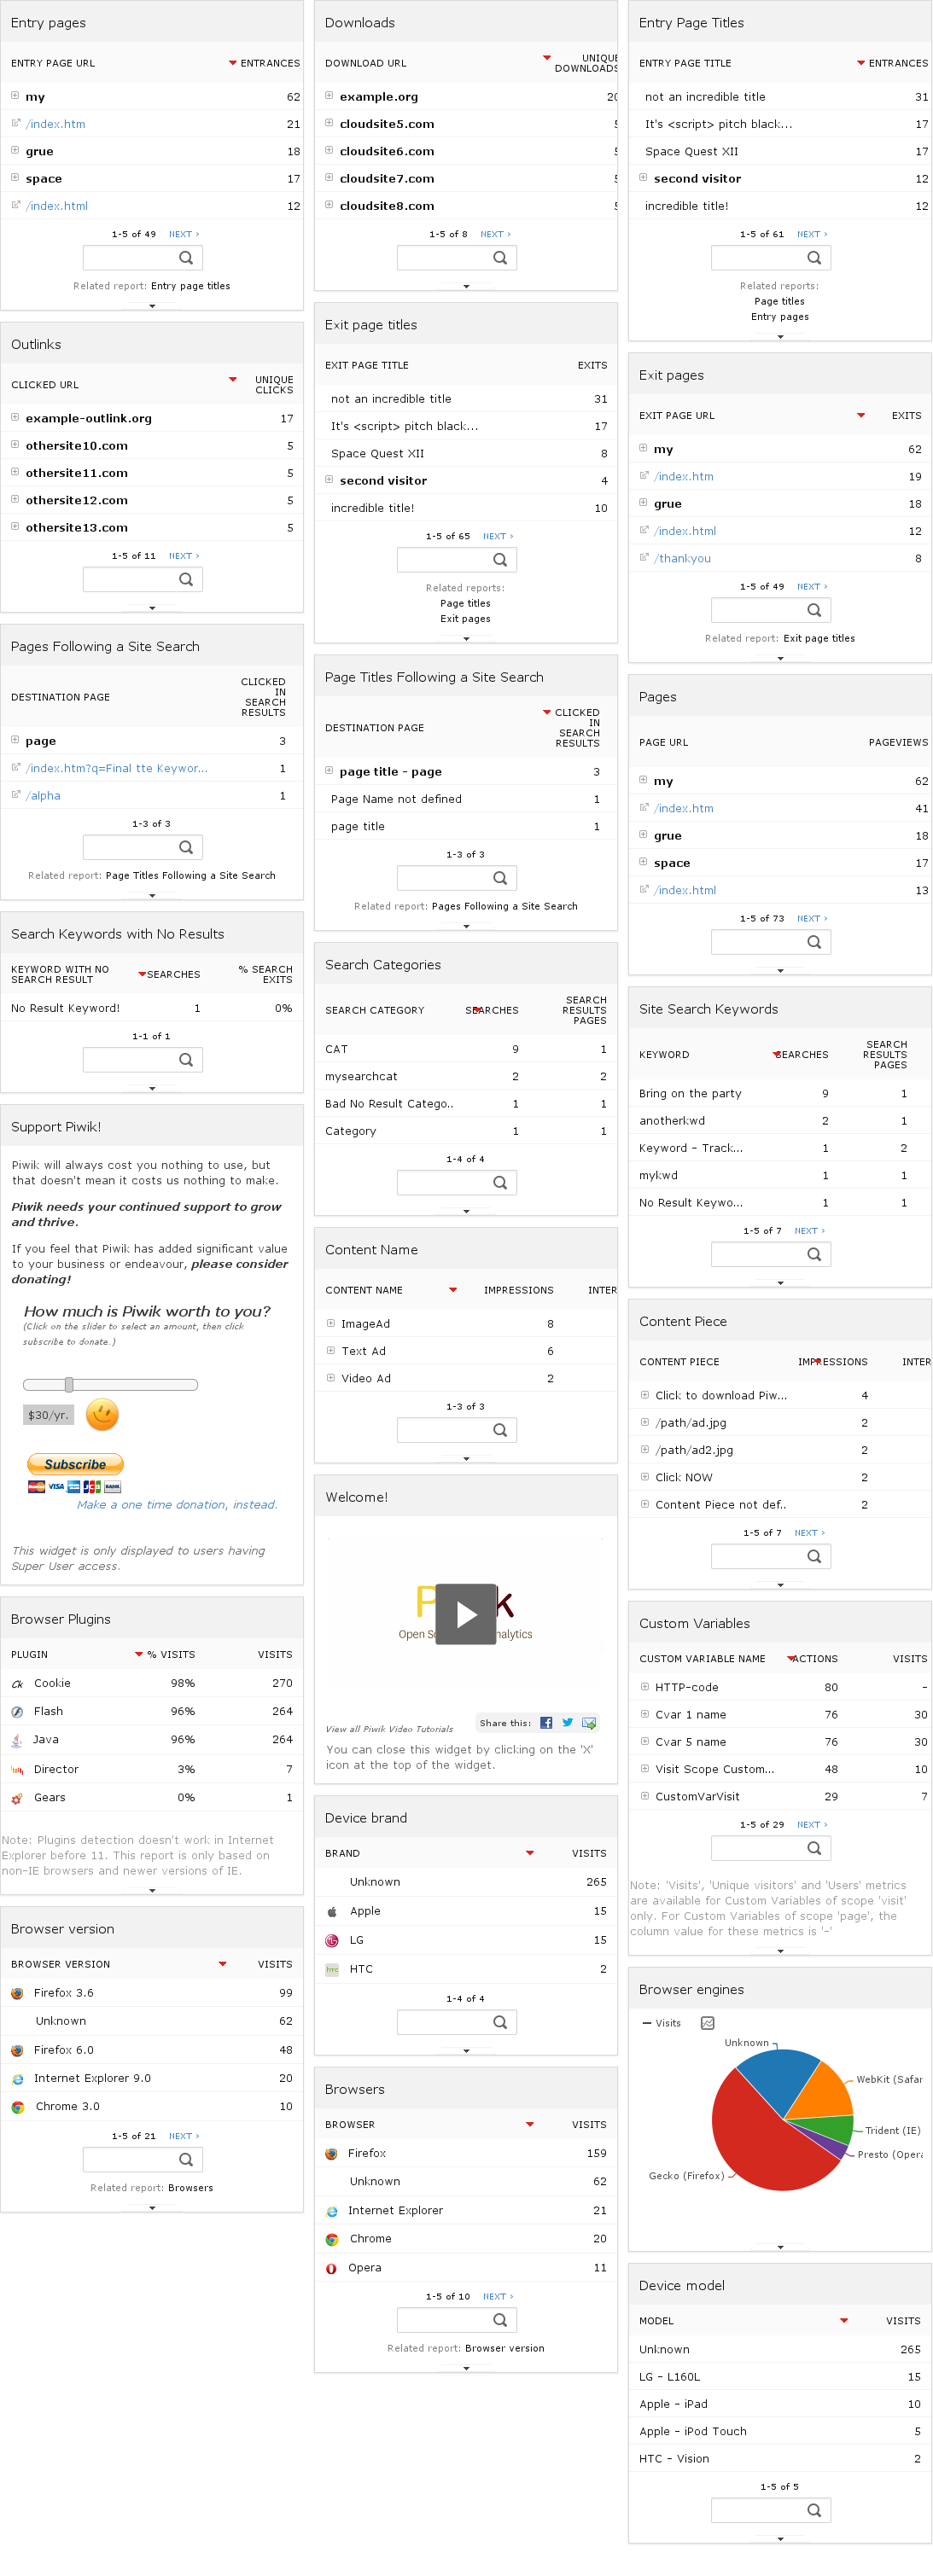 Entry pages
ENTRY PAGE URL ENTRANCES
my 62
/index.htm 21
grue 18
space 17
/index.html 12
1-5 of 49 NEXT ›
Related report: Entry page titles
Outlinks
CLICKED URL UNIQUE
CLICKS
example-outlink.org 17
othersite10.com 5
othersite11.com 5
othersite12.com 5
othersite13.com 5
1-5 of 11 NEXT ›
Pages Following a Site Search
DESTINATION PAGE CLICKED
IN
SEARCH
RESULTS
page 3
/index.htm?q=Final tte Keywor... 1
/alpha 1
1-3 of 3
Related report: Page Titles Following a Site Search
Search Keywords with No Results
KEYWORD WITH NO
SEARCH RESULT SEARCHES % SEARCH
EXITS
No Result Keyword! 1 0%
1-1 of 1
Support Piwik!
Piwik will always cost you nothing to use, but
that doesn't mean it costs us nothing to make.
Piwik needs your continued support to grow
and thrive.
If you feel that Piwik has added significant value
to your business or endeavour, please consider
donating!
How much is Piwik worth to you?
(Click on the slider to select an amount, then click
subscribe to donate.)
$30/yr.
Subscribe
VISA BANK
Make a one time donation, instead.
This widget is only displayed to users having
Super User access.
Browser Plugins
PLUGIN % VISITS VISITS
Cookie 98% 270
Flash 96% 264
Java 96% 264
Director 3% 7
Gears 0% 1
Note: Plugins detection doesn't work in Internet
Explorer before 11. This report is only based on
non-IE browsers and newer versions of IE.
Browser version
BROWSER VERSION VISITS
Firefox 3.6 99
Unknown 62
Firefox 6.0 48
Internet Explorer 9.0 20
Chrome 3.0 10
1-5 of 21 NEXT ›
Related report: Browsers
Downloads
DOWNLOAD URL UNIQUE
DOWNLOADS
example.org 20
cloudsite5.com 5
cloudsite6.com 5
cloudsite7.com 5
cloudsite8.com 5
1-5 of 8 NEXT ›
Exit page titles
EXIT PAGE TITLE EXITS
not an incredible title 31
It's <script> pitch black... 17
Space Quest XII 8
second visitor 4
incredible title! 10
1-5 of 65 NEXT ›
Related reports:
Page titles
Exit pages
Page Titles Following a Site Search
DESTINATION PAGE CLICKED
IN
SEARCH
RESULTS
page title - page 3
Page Name not defined 1
page title 1
1-3 of 3
Related report: Pages Following a Site Search
Search Categories
SEARCH CATEGORY SEARCHES SEARCH
RESULTS
PAGES
CAT 9 1
mysearchcat 2 2
Bad No Result Catego.. 1 1
Category 1 1
1-4 of 4
Content Name
CONTENT NAME IMPRESSIONS INTER
ImageAd 8
Text Ad 6
Video Ad 2
1-3 of 3
Welcome!
P k
Open So nalytics
View all Piwik Video Tutorials Share this:
You can close this widget by clicking on the 'X'
icon at the top of the widget.
Device brand
BRAND VISITS
Unknown 265
Apple 15
LG 15
hTC HTC 2
1-4 of 4
Browsers
BROWSER VISITS
Firefox 159
Unknown 62
Internet Explorer 21
Chrome 20
Opera 11
1-5 of 10 NEXT ›
Related report: Browser version
Entry Page Titles
ENTRY PAGE TITLE ENTRANCES
not an incredible title 31
It's <script> pitch black... 17
Space Quest XII 17
second visitor 12
incredible title! 12
1-5 of 61 NEXT ›
Related reports:
Page titles
Entry pages
Exit pages
EXIT PAGE URL EXITS
my 62
/index.htm 19
grue 18
/index.html 12
/thankyou 8
1-5 of 49 NEXT ›
Related report: Exit page titles
Pages
PAGE URL PAGEVIEWS
my 62
/index.htm 41
grue 18
space 17
/index.html 13
1-5 of 73 NEXT ›
Site Search Keywords
KEYWORD SEARCHES SEARCH
RESULTS
PAGES
Bring on the party 9 1
anotherkwd 2 1
Keyword - Track... 1 2
mykwd 1 1
No Result Keywo... 1 1
1-5 of 7 NEXT ›
Content Piece
CONTENT PIECE IMPRESSIONS INTER
Click to download Piw... 4
/path/ad.jpg 2
/path/ad2.jpg 2
Click NOW 2
Content Piece not def.. 2
1-5 of 7 NEXT ›
Custom Variables
CUSTOM VARIABLE NAME ACTIONS VISITS
HTTP-code 80 -
Cvar 1 name 76 30
Cvar 5 name 76 30
Visit Scope Custom... 48 10
CustomVarVisit 29 7
1-5 of 29 NEXT ›
Note: 'Visits', 'Unique visitors' and 'Users' metrics
are available for Custom Variables of scope 'visit'
only. For Custom Variables of scope 'page', the
column value for these metrics is '-'
Browser engines
Visits
Unknown
WebKit (Safar
Trident (IE)
Presto (Opera
Gecko (Firefox)
Device model
MODEL VISITS
Unknown 265
LG - L160L 15
Apple - iPad 10
Apple - iPod Touch 5
HTC - Vision 2
1-5 of 5